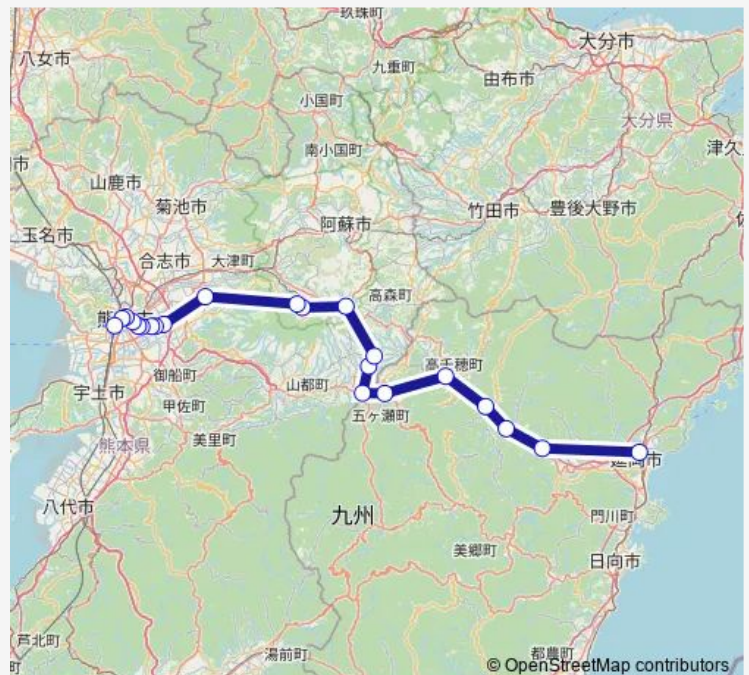 玖珠町
八女市
大分市
九重町
由布市
小国町
大分県
南小国町
津久
市
山鹿市
菊池市
竹田市
豊後大野市
阿蘇市
玉名市
合志市
大津町
高森町
熊
市
御船町
高千穂町
山都町
宇土市
甲佐町
五ヶ瀬町
美里町
熊本県
延岡市
八代市
九州
門川町
美郷町
日向市
芦北町
湯前町
都農町
町
© OpenStreetMap contributors